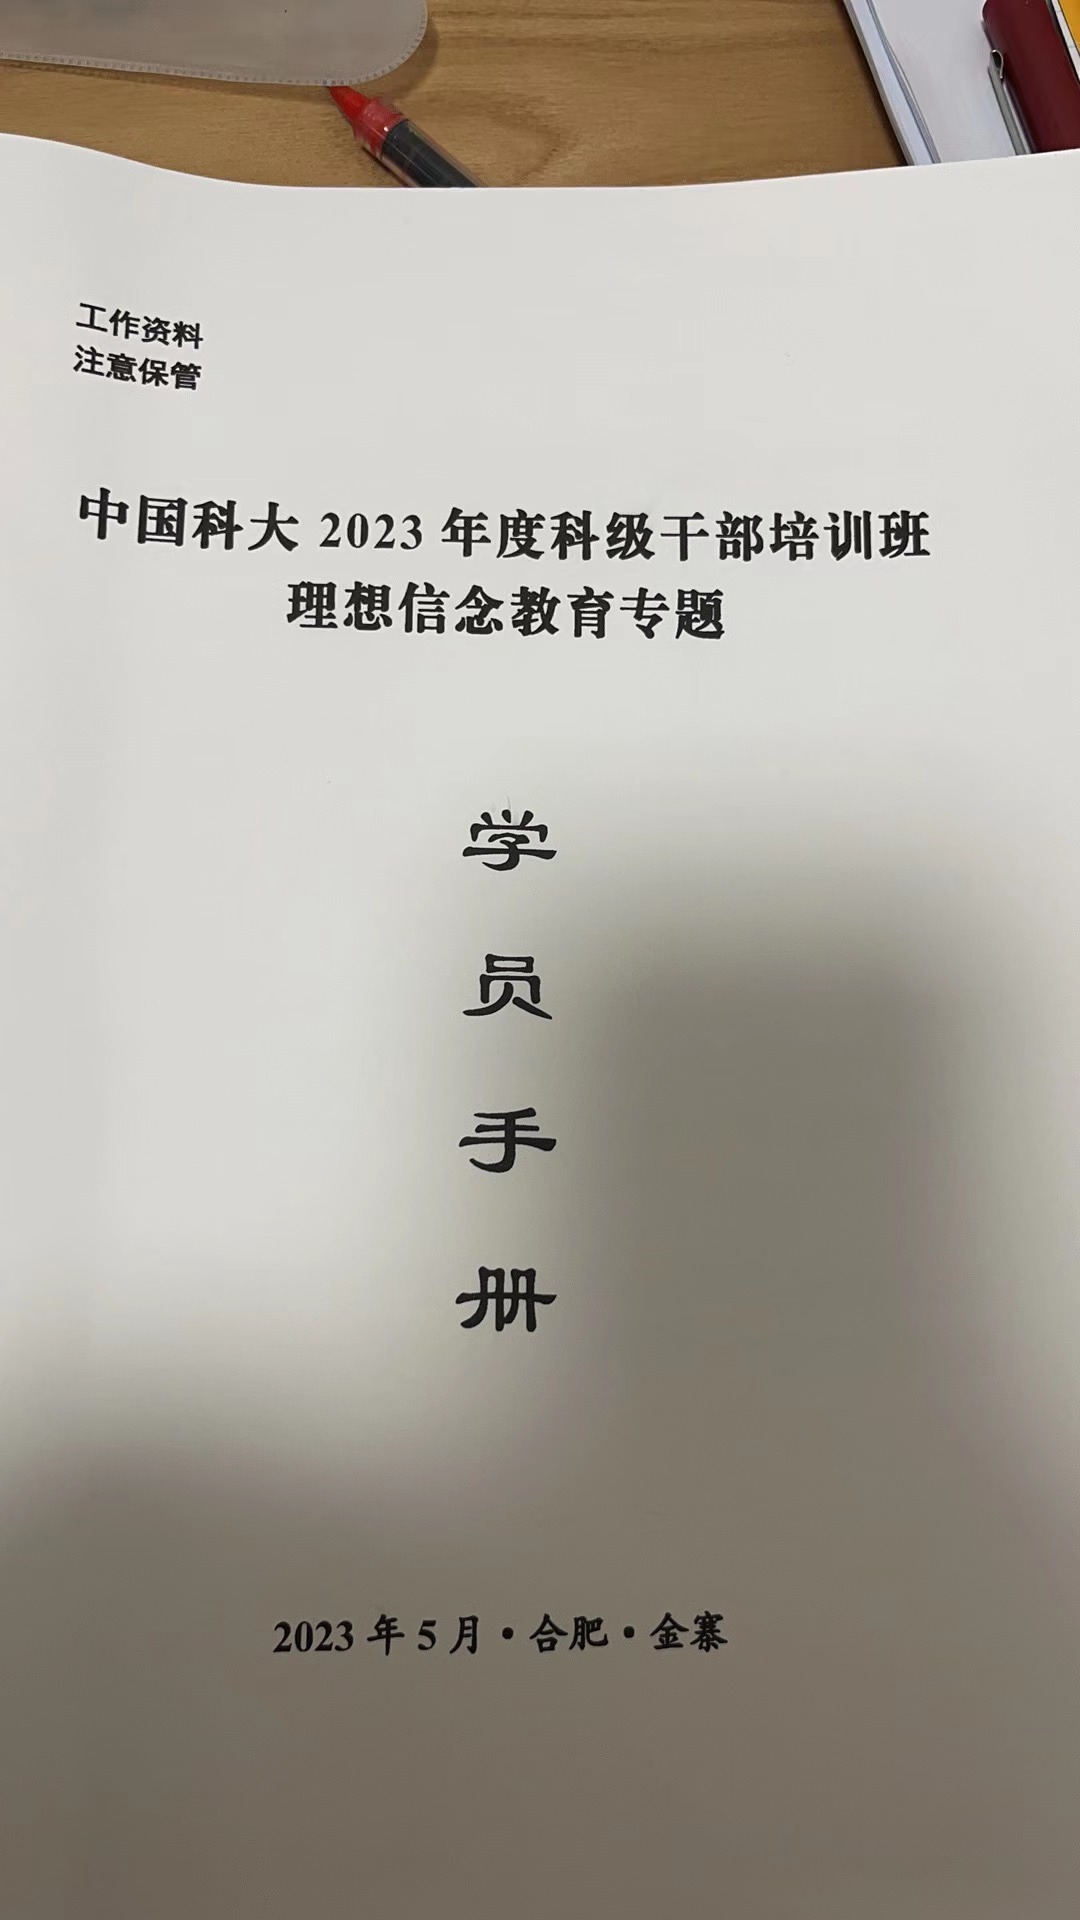 工作资料
注意保管
中国科大 2023 年度科级干部培训班
理想信念教育专题
学
员
手
册
2023 年 5 月·合肥·金寨